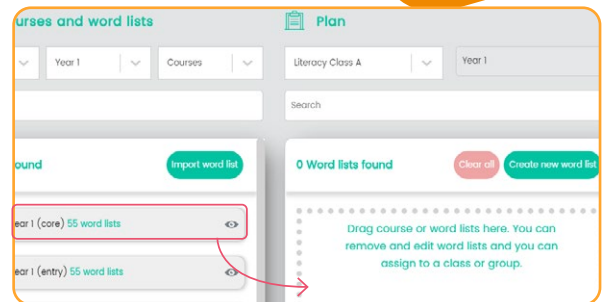 urses and word lists
Plan
Year 1
Courses
Literacy Class A
Year 1
Search
ound
Import word list
0 Word lists found
Clear all
Create new word list
ear 1 (core) 55 word lists
ear 1 (entry) 55 word lists
Drag course or word lists here. You can
remove and edit word lists and you can
assign to a class or group.